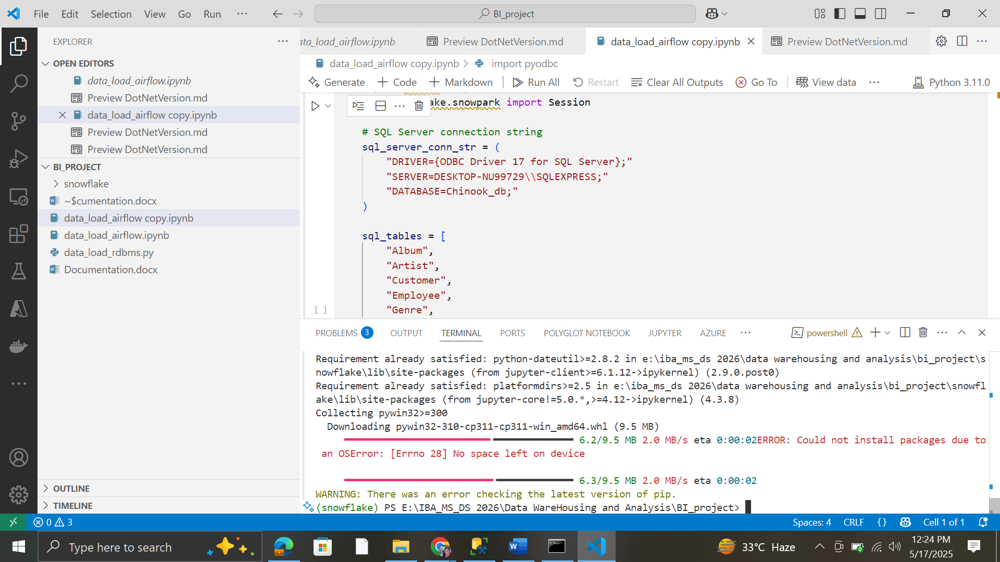 File Edit Selection View Go Run ··· BI_project
EXPLORER ···
OPEN EDITORS
data_load_airflow.ipynb
Preview DotNetVersion.md
data_load_airflow copy.ipynb
Preview DotNetVersion.md
Preview DotNetVersion.md
BI_PROJECT
snowflake
~$cumentation.docx
data_load_airflow copy.ipynb
data_load_airflow.ipynb
data_load_rdbms.py
Documentation.docx
OUTLINE
TIMELINE
ata_load_airflow.ipynb Preview DotNetVersion.md data_load_airflow copy.ipynb Preview DotNetVersion.md ···
data_load_airflow copy.ipynb > import pyodbc
Generate + Code + Markdown Run All Restart Clear All Outputs Go To View data ··· Python 3.11.0
ake.snowpark import Session
# SQL Server connection string
sql_server_conn_str = (
"DRIVER={ODBC Driver 17 for SQL Server};"
"SERVER=DESKTOP-NU99729\\SQLEXPRESS;"
"DATABASE=Chinook_db;"
)
sql_tables = [
"Album",
"Artist",
"Customer",
"Employee",
"Genre",
[ ]
PROBLEMS 3 OUTPUT TERMINAL PORTS POLYGLOT NOTEBOOK JUPYTER AZURE ··· powershell
Requirement already satisfied: python-dateutil>=2.8.2 in e:\iba_ms_ds 2026\data warehousing and analysis\bi_project\s
nowflake\lib\site-packages (from jupyter-client>=6.1.12->ipykernel) (2.9.0.post0)
Requirement already satisfied: platformdirs>=2.5 in e:\iba_ms_ds 2026\data warehousing and analysis\bi_project\snowfl
ake\lib\site-packages (from jupyter-core!=5.0.*,>=4.12->ipykernel) (4.3.8)
Collecting pywin32>=300
Downloading pywin32-310-cp311-cp311-win_amd64.whl (9.5 MB)
6.2/9.5 MB 2.0 MB/s eta 0:00:02ERROR: Could not install packages due to
an OSError: [Errno 28] No space left on device
6.3/9.5 MB 2.0 MB/s eta 0:00:02
WARNING: There was an error checking the latest version of pip.
(snowflake) PS E:\IBA_MS_DS 2026\Data WareHousing and Analysis\BI_project>
0 3 Spaces: 4 CRLF {} Cell 1 of 1
Type here to search 33°C Haze 12:24 PM
5/17/2025